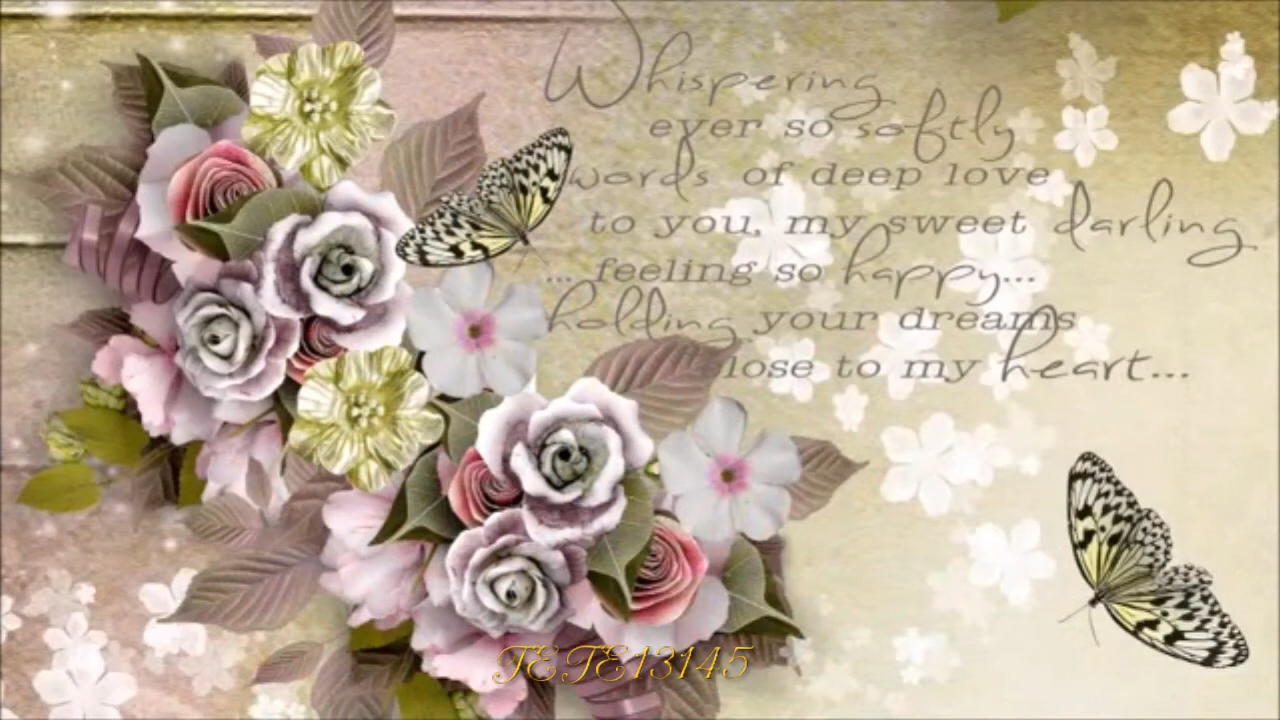 Whispering
ever so softly
words of deep love
to you, my sweet darling
... feeling so happy...
holding your dreams
lose to my heart...
TETE13145